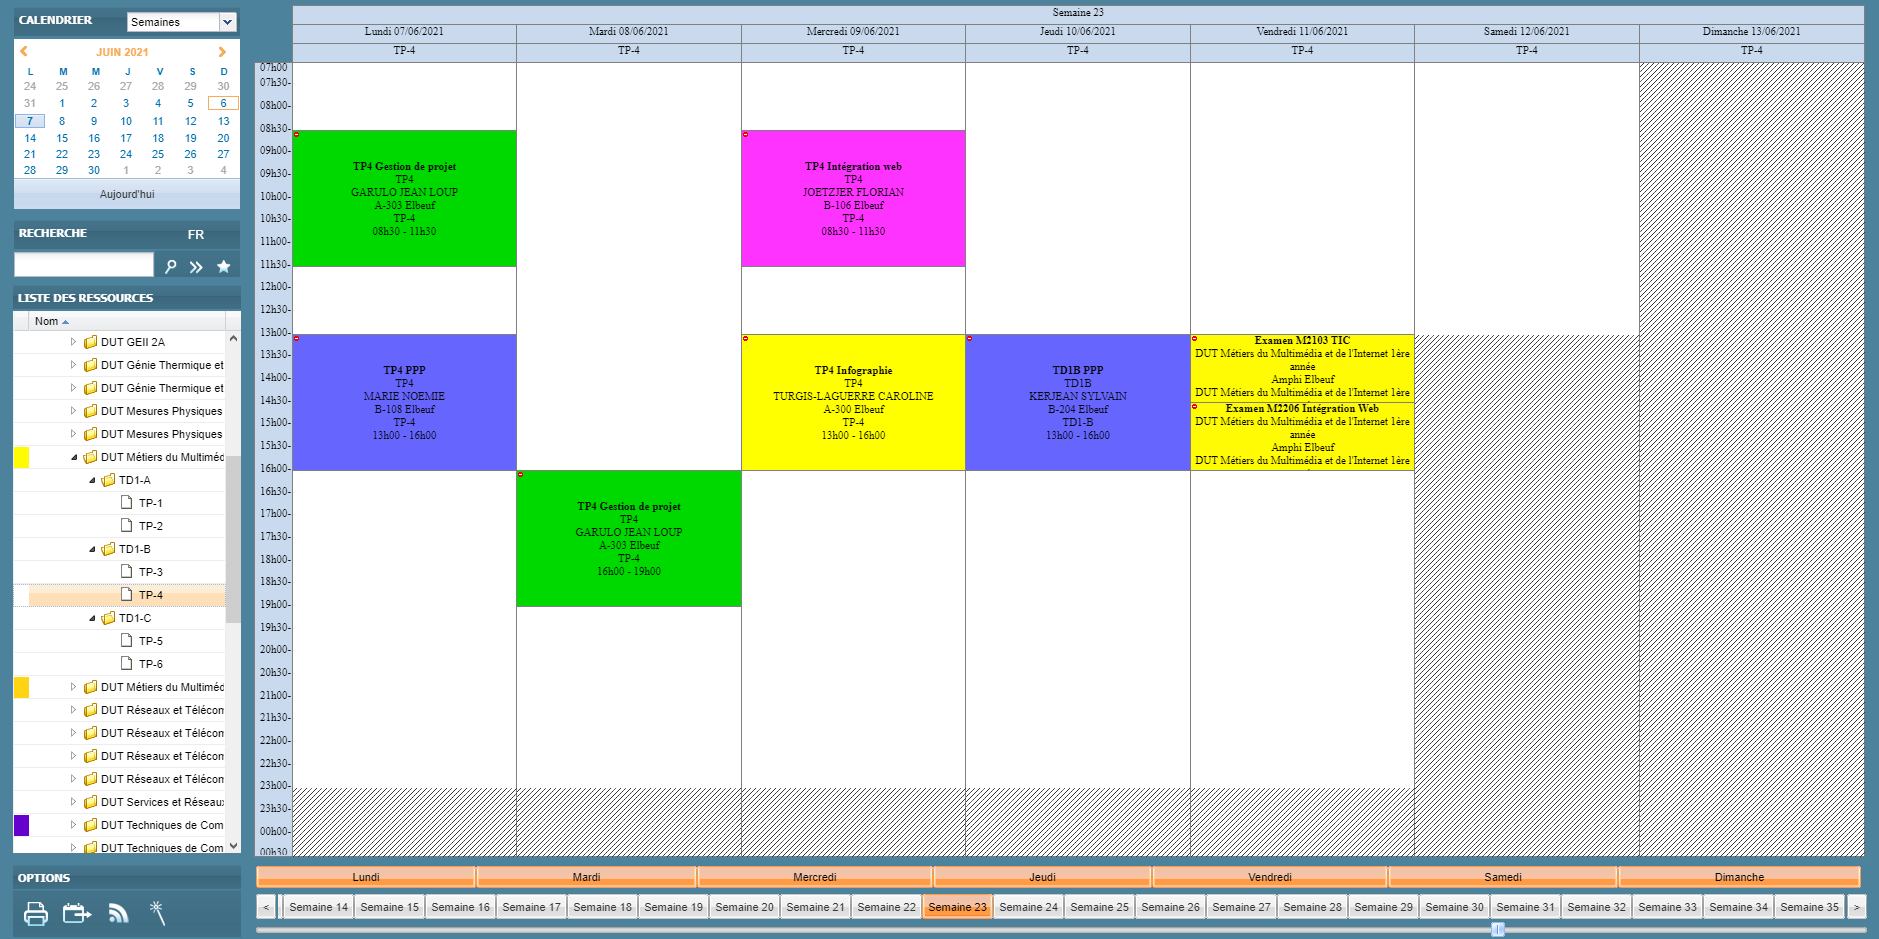 CALENDRIER
Semaines
JUIN 2021
L M M J V S D
24 25 26 27 28 29 30
31 1 2 3 4 5 6
7 8 9 10 11 12 13
14 15 16 17 18 19 20
21 22 23 24 25 26 27
28 29 30 1 2 3 4
Aujourd'hui
RECHERCHE FR
LISTE DES RESSOURCES
Nom
DUT GEII 2A
DUT Génie Thermique et
DUT Génie Thermique et
DUT Mesures Physiques
DUT Mesures Physiques
DUT Métiers du Multiméd
TD1-A
TP-1
TP-2
TD1-B
TP-3
TP-4
TD1-C
TP-5
TP-6
DUT Métiers du Multiméd
DUT Réseaux et Télécom
DUT Réseaux et Télécom
DUT Réseaux et Télécom
DUT Réseaux et Télécom
DUT Services et Réseaux
DUT Techniques de Com
DUT Techniques de Com
OPTIONS
Semaine 23
Lundi 07/06/2021 Mardi 08/06/2021 Mercredi 09/06/2021 Jeudi 10/06/2021 Vendredi 11/06/2021 Samedi 12/06/2021 Dimanche 13/06/2021
TP-4 TP-4 TP-4 TP-4 TP-4 TP-4 TP-4
07h00
07h30-
08h00-
08h30-
09h00-
09h30-
10h00-
10h30-
11h00-
11h30-
12h00-
12h30-
13h00-
13h30-
14h00-
14h30-
15h00-
15h30-
16h00-
16h30-
17h00-
17h30-
18h00-
18h30-
19h00-
19h30-
20h00-
20h30-
21h00-
21h30-
22h00-
22h30-
23h00-
23h30-
00h00-
00h30
TP4 Gestion de projet
TP4
GARULO JEAN LOUP
A-303 Elbeuf
TP-4
08h30 - 11h30
TP4 PPP
TP4
MARIE NOEMIE
B-108 Elbeuf
TP-4
13h00 - 16h00
TP4 Gestion de projet
TP4
GARULO JEAN LOUP
A-303 Elbeuf
TP-4
16h00 - 19h00
TP4 Intégration web
TP4
JOETZJER FLORIAN
B-106 Elbeuf
TP-4
08h30 - 11h30
TP4 Infographie
TP4
TURGIS-LAGUERRE CAROLINE
A-300 Elbeuf
TP-4
13h00 - 16h00
TD1B PPP
TD1B
KERJEAN SYLVAIN
B-204 Elbeuf
TD1-B
13h00 - 16h00
Examen M2103 TIC
DUT Métiers du Multimédia et de l'Internet 1ère
année
Amphi Elbeuf
DUT Métiers du Multimédia et de l'Internet 1ère
Examen M2206 Intégration Web
DUT Métiers du Multimédia et de l'Internet 1ère
année
Amphi Elbeuf
DUT Métiers du Multimédia et de l'Internet 1ère
Lundi Mardi Mercredi Jeudi Vendredi Samedi Dimanche
< Semaine 14 Semaine 15 Semaine 16 Semaine 17 Semaine 18 Semaine 19 Semaine 20 Semaine 21 Semaine 22 Semaine 23 Semaine 24 Semaine 25 Semaine 26 Semaine 27 Semaine 28 Semaine 29 Semaine 30 Semaine 31 Semaine 32 Semaine 33 Semaine 34 Semaine 35 >